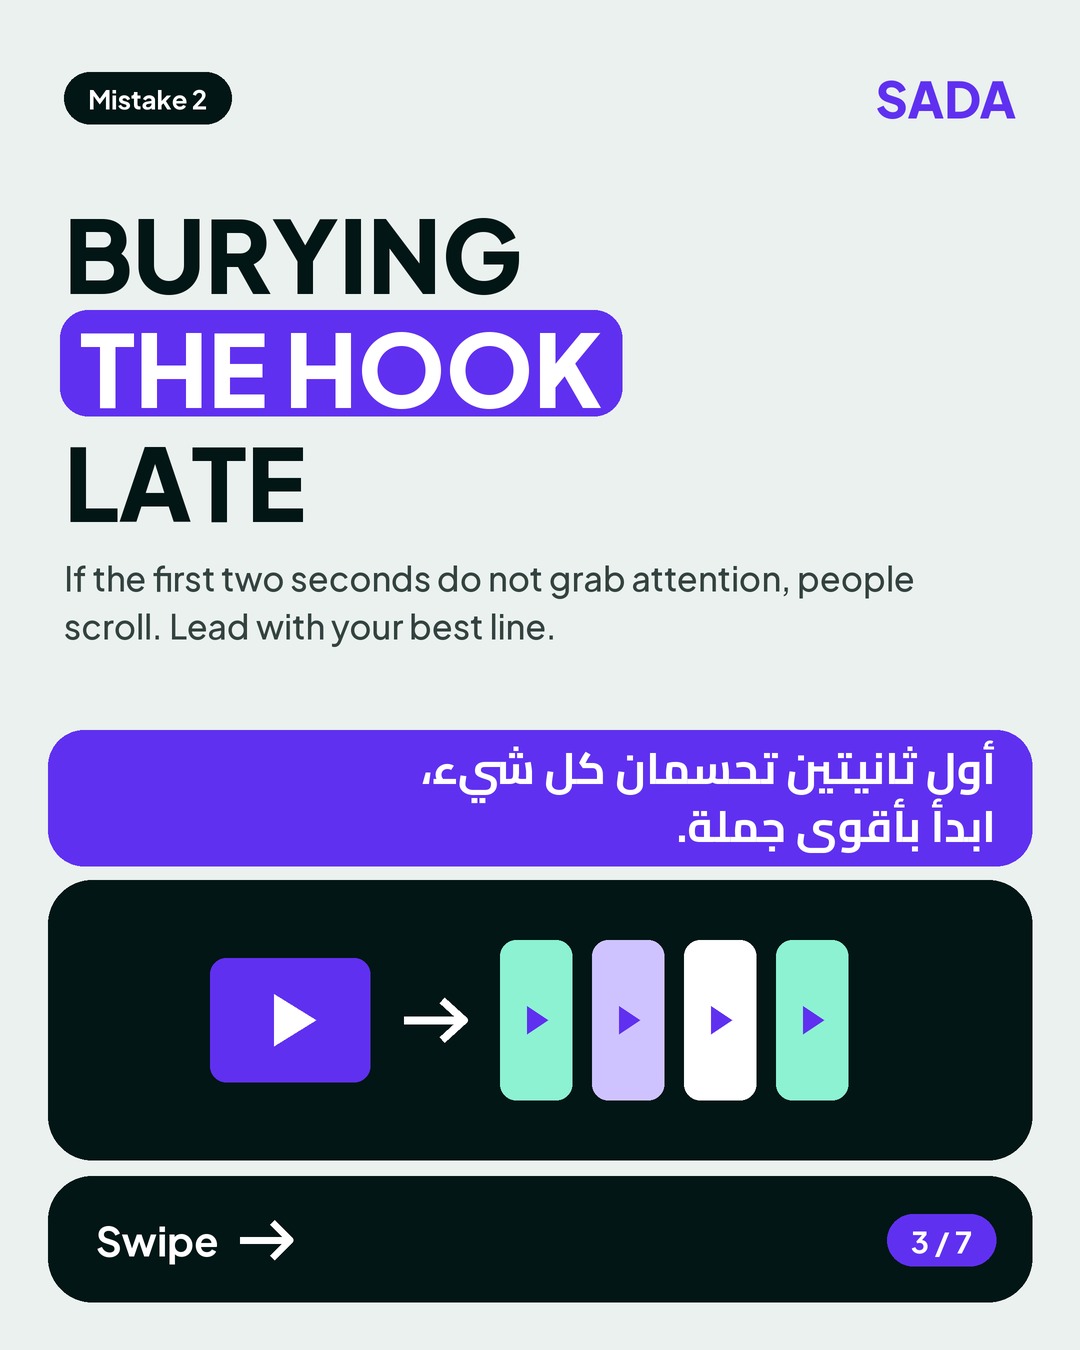 Mistake 2
SADA
BURYING
THE HOOK
LATE
If the first two seconds do not grab attention, people
scroll. Lead with your best line.
أول ثانيتين تحسمان كل شيء،
ابدأ بأقوى جملة.
Swipe →
3 / 7